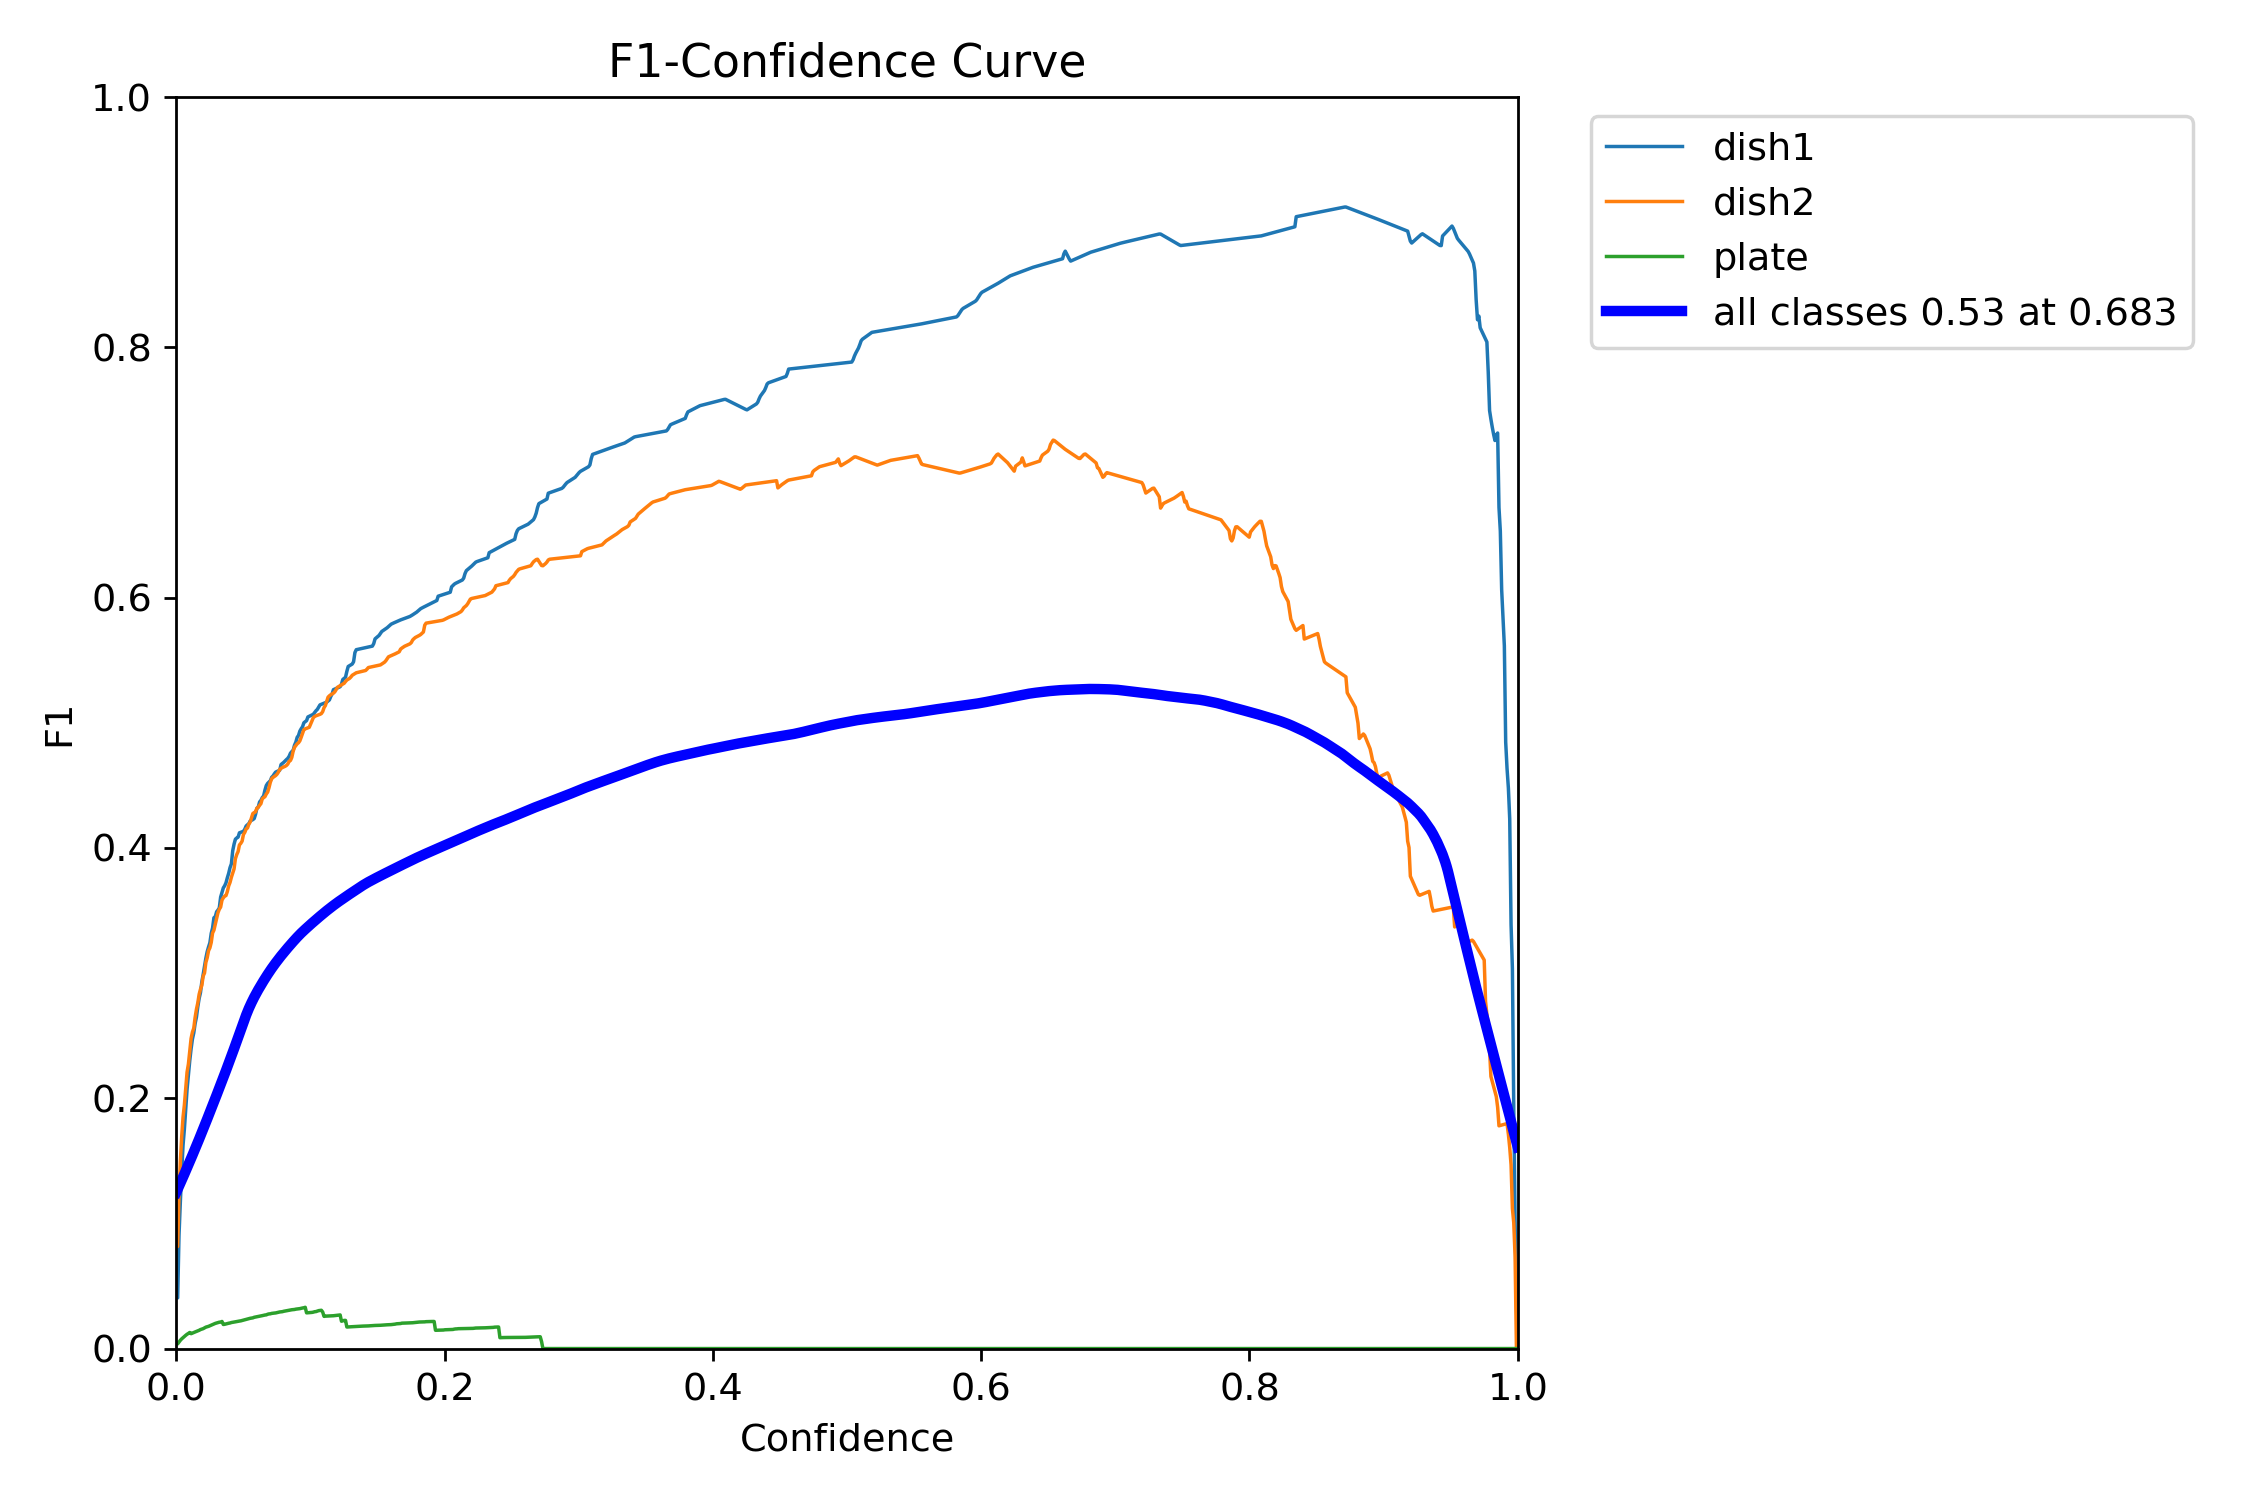 F1-Confidence Curve
1.0
0.8
0.6
0.4
0.2
0.0
F1
0.0 0.2 0.4 0.6 0.8 1.0
Confidence
dish1
dish2
plate
all classes 0.53 at 0.683